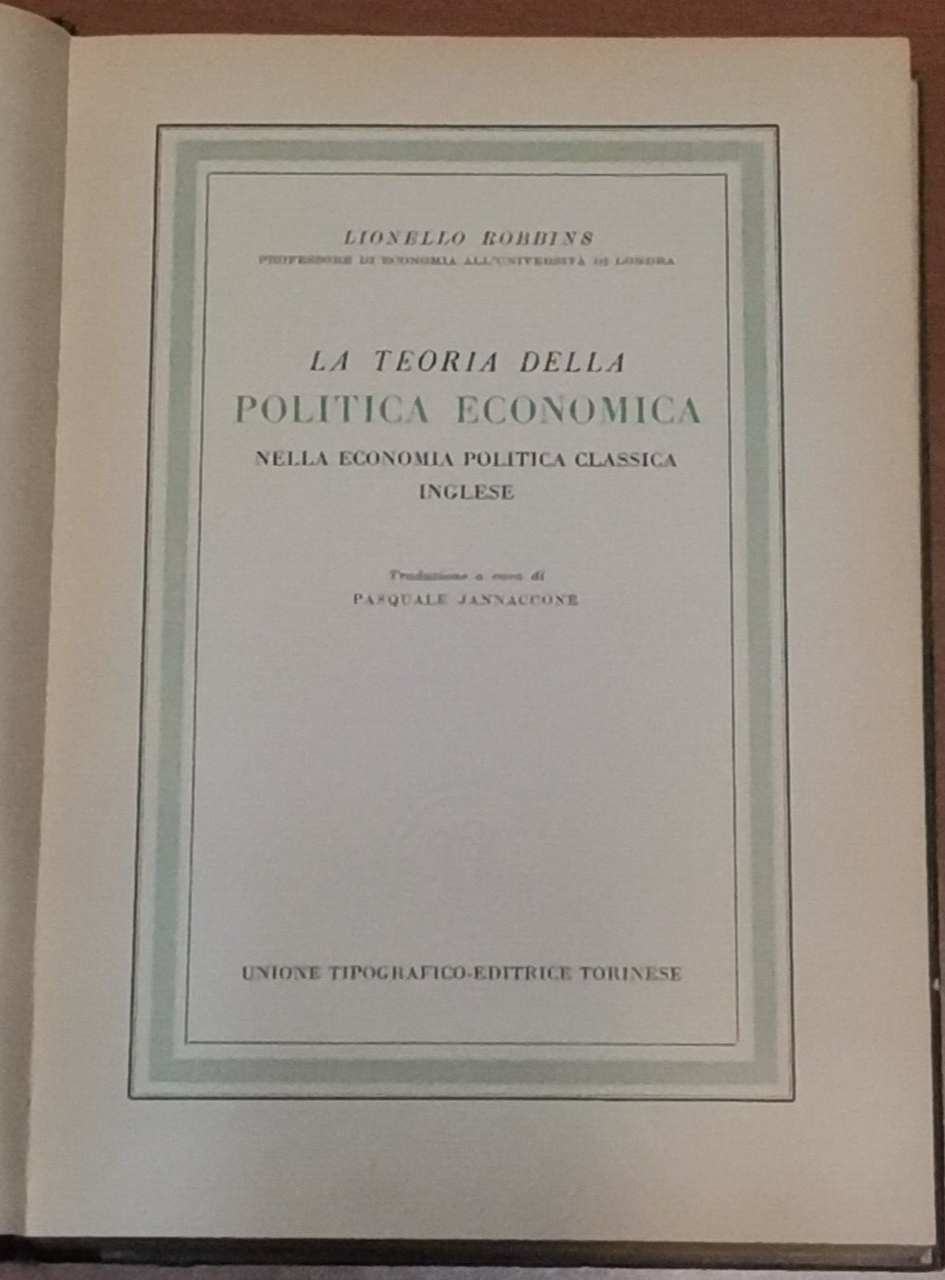 LIONELLO ROBBINS
PROFESSORE DI ECONOMIA ALL'UNIVERSITÀ DI LONDRA
LA TEORIA DELLA
POLITICA ECONOMICA
NELLA ECONOMIA POLITICA CLASSICA
INGLESE
Traduzione a cura di
PASQUALE JANNACCONE
UNIONE TIPOGRAFICO-EDITRICE TORINESE